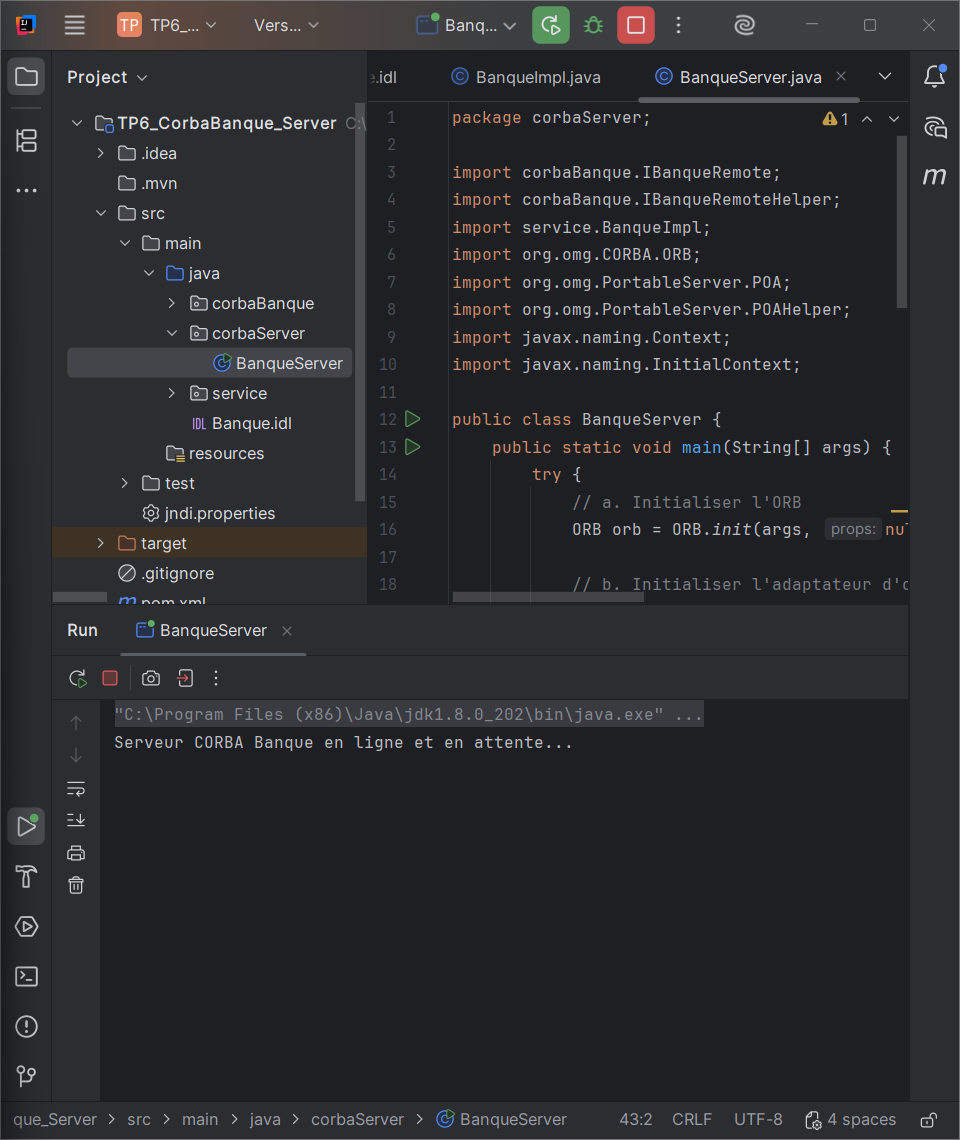 TP TP6_... Vers... Banq...
Project
TP6_CorbaBanque_Server C:\
.idea
.mvn
src
main
java
corbaBanque
corbaServer
BanqueServer
service
IDL Banque.idl
resources
test
jndi.properties
target
.gitignore
m pom.xml
.idl BanqueImpl.java BanqueServer.java
1 package corbaServer; 1
2
3 import corbaBanque.IBanqueRemote;
4 import corbaBanque.IBanqueRemoteHelper;
5 import service.BanqueImpl;
6 import org.omg.CORBA.ORB;
7 import org.omg.PortableServer.POA;
8 import org.omg.PortableServer.POAHelper;
9 import javax.naming.Context;
10 import javax.naming.InitialContext;
11
12 public class BanqueServer {
13 public static void main(String[] args) {
14 try {
15 // a. Initialiser l'ORB
16 ORB orb = ORB.init(args, props: nul
17
18 // b. Initialiser l'adaptateur d'o
m
Run BanqueServer
"C:\Program Files (x86)\Java\jdk1.8.0_202\bin\java.exe" ...
Serveur CORBA Banque en ligne et en attente...
que_Server > src > main > java > corbaServer > BanqueServer 43:2 CRLF UTF-8 4 spaces